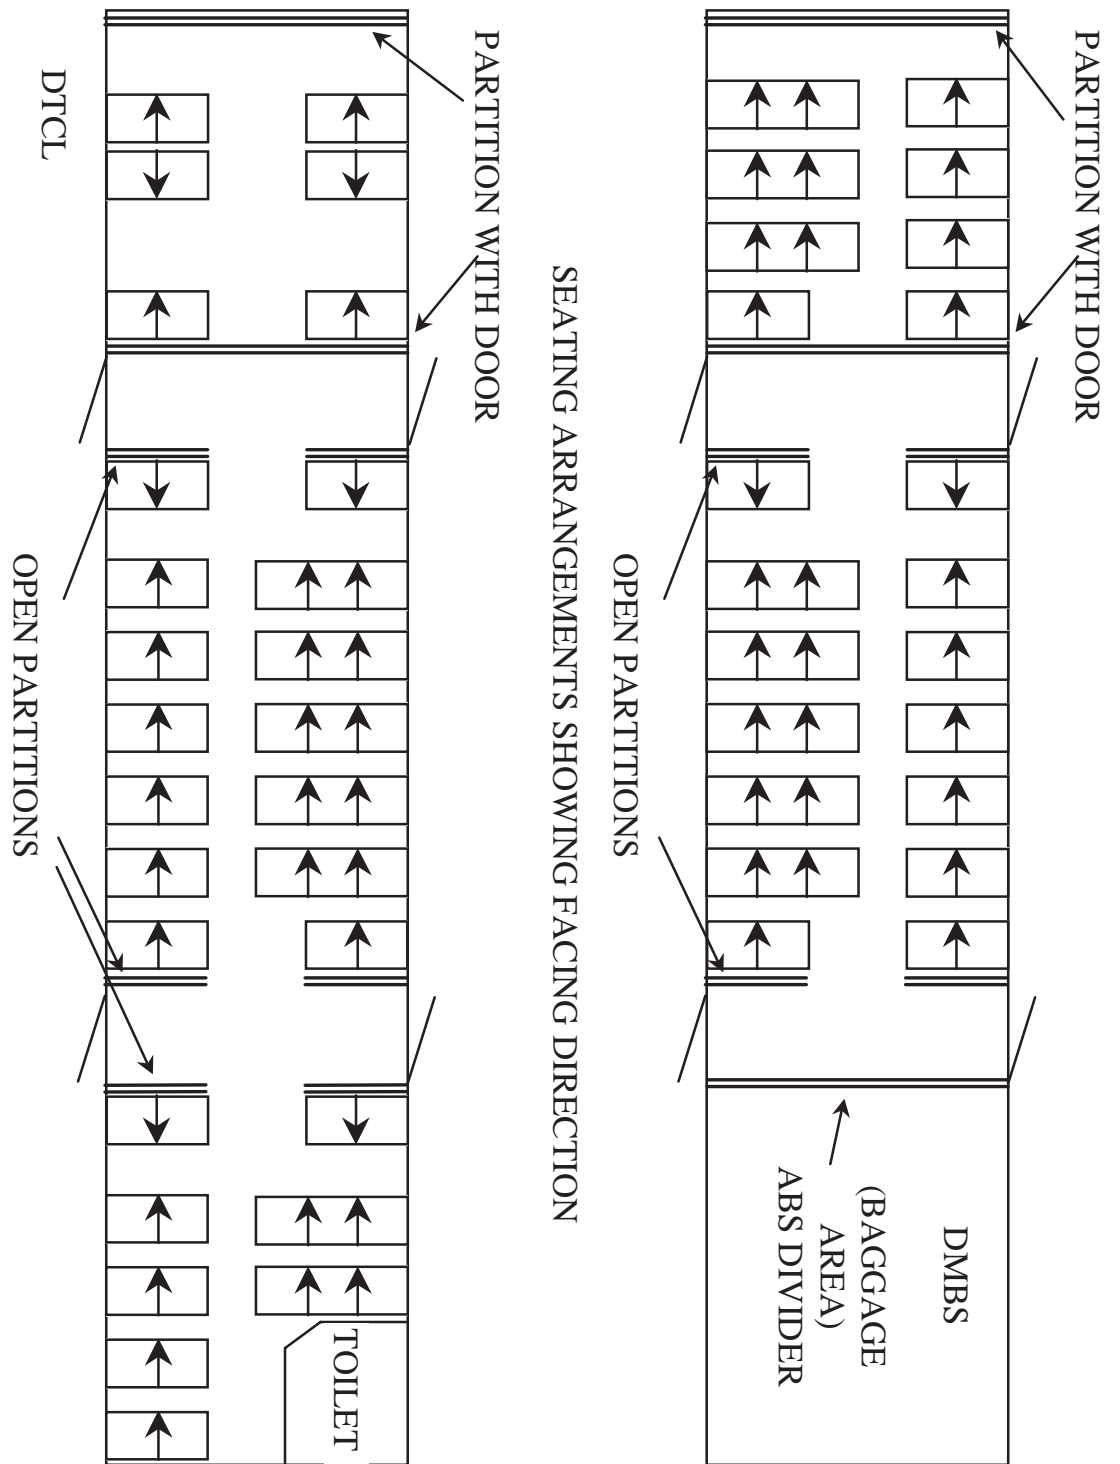 PARTITION WITH DOOR
DMBS
(BAGGAGE
AREA)
ABS DIVIDER
OPEN PARTITIONS
SEATING ARRANGEMENTS SHOWING FACING DIRECTION
PARTITION WITH DOOR
TOILET
DTCL
OPEN PARTITIONS